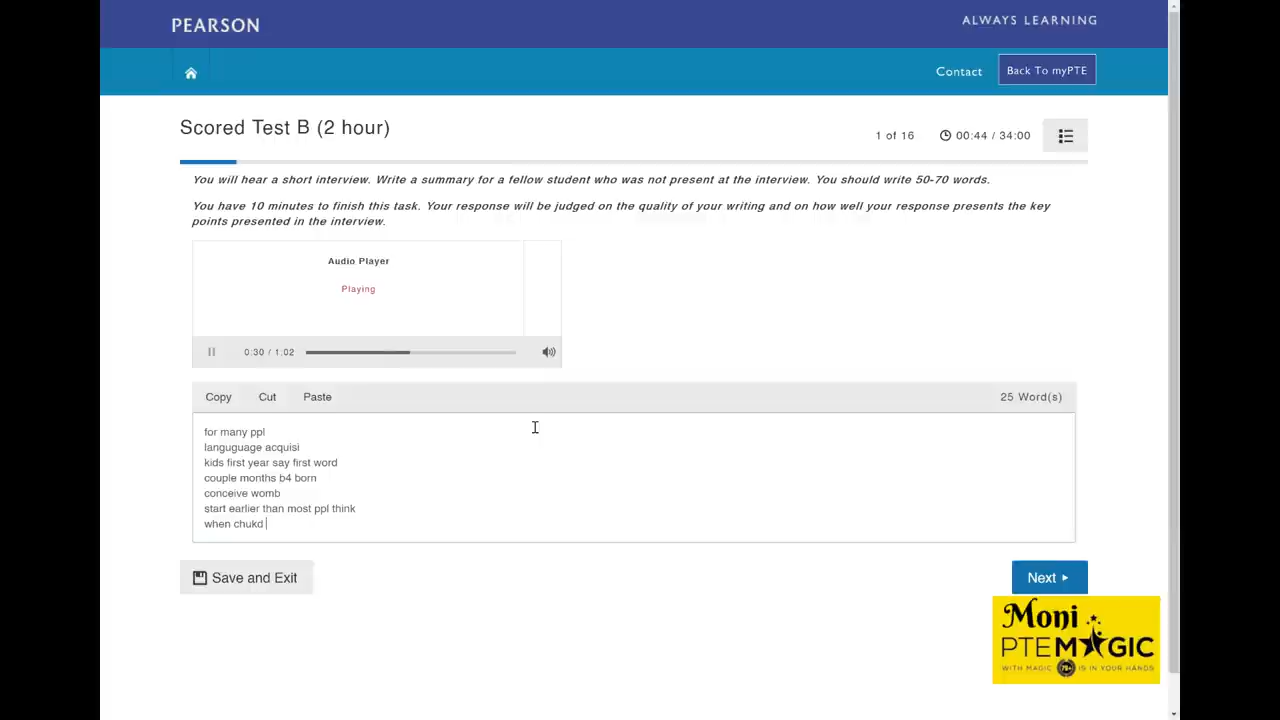 PEARSON
ALWAYS LEARNING
Contact
Back To myPTE
Scored Test B (2 hour)
1 of 16
00:44 / 34:00
You will hear a short interview. Write a summary for a fellow student who was not present at the interview. You should write 50-70 words.
You have 10 minutes to finish this task. Your response will be judged on the quality of your writing and on how well your response presents the key
points presented in the interview.
Audio Player
Playing
0:30 / 1:02
Copy Cut Paste
25 Word(s)
for many ppl
languguage acquisi
kids first year say first word
couple months b4 born
conceive womb
start earlier than most ppl think
when chukd
Save and Exit
Next
Moni
PTEMAGIC
WITH MAGIC 79+ IS IN YOUR HANDS